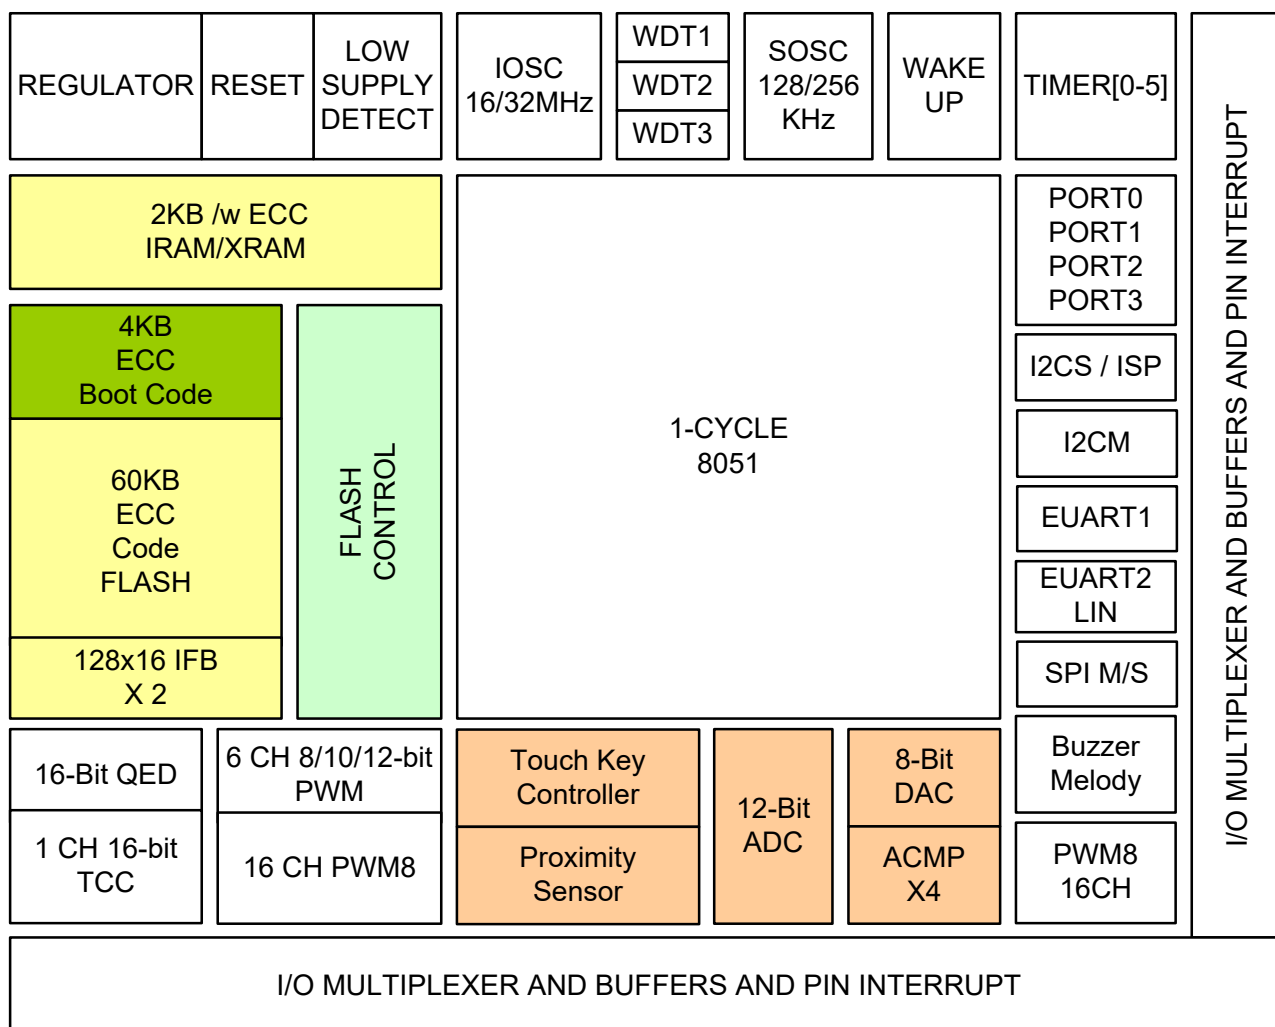 REGULATOR
RESET
LOW
SUPPLY
DETECT
IOSC
16/32MHz
WDT1
WDT2
WDT3
SOSC
128/256
KHz
WAKE
UP
TIMER[0-5]
2KB /w ECC
IRAM/XRAM
4KB
ECC
Boot Code
60KB
ECC
Code
FLASH
128x16 IFB
X 2
FLASH
CONTROL
1-CYCLE
8051
PORT0
PORT1
PORT2
PORT3
I2CS / ISP
I2CM
EUART1
EUART2
LIN
SPI M/S
16-Bit QED
1 CH 16-bit
TCC
6 CH 8/10/12-bit
PWM
16 CH PWM8
Touch Key
Controller
Proximity
Sensor
12-Bit
ADC
8-Bit
DAC
ACMP
X4
Buzzer
Melody
PWM8
16CH
I/O MULTIPLEXER AND BUFFERS AND PIN INTERRUPT
I/O MULTIPLEXER AND BUFFERS AND PIN INTERRUPT